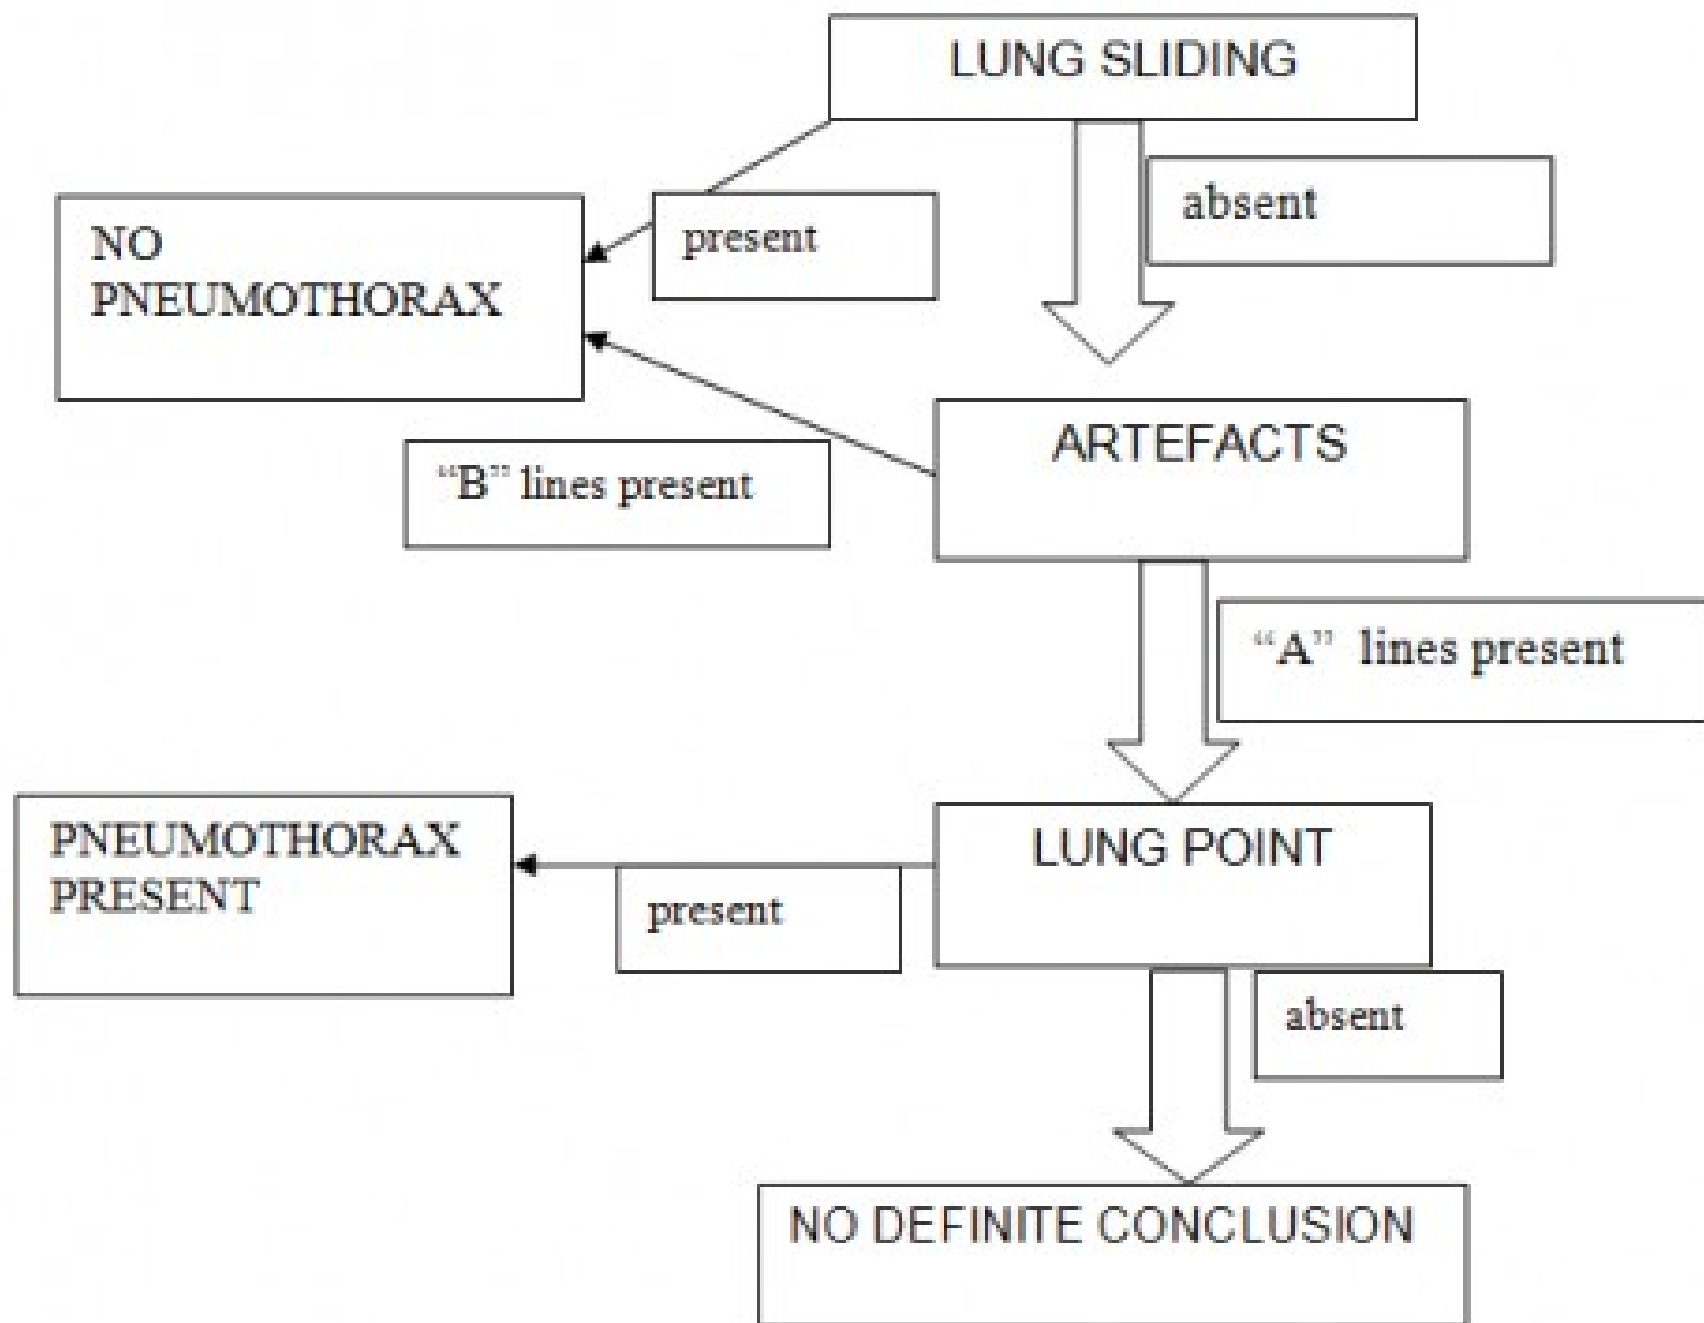 LUNG SLIDING
absent
present
NO
PNEUMOTHORAX
ARTEFACTS
“B” lines present
“A” lines present
LUNG POINT
PNEUMOTHORAX
PRESENT
present
absent
NO DEFINITE CONCLUSION